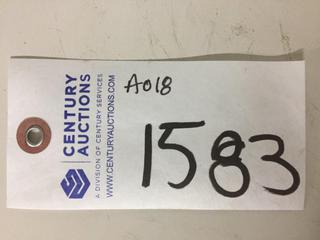 CENTURY
AUCTIONS
A DIVISION OF CENTURY SERVICES
WWW.CENTURYAUCTIONS.COM
A018
1583